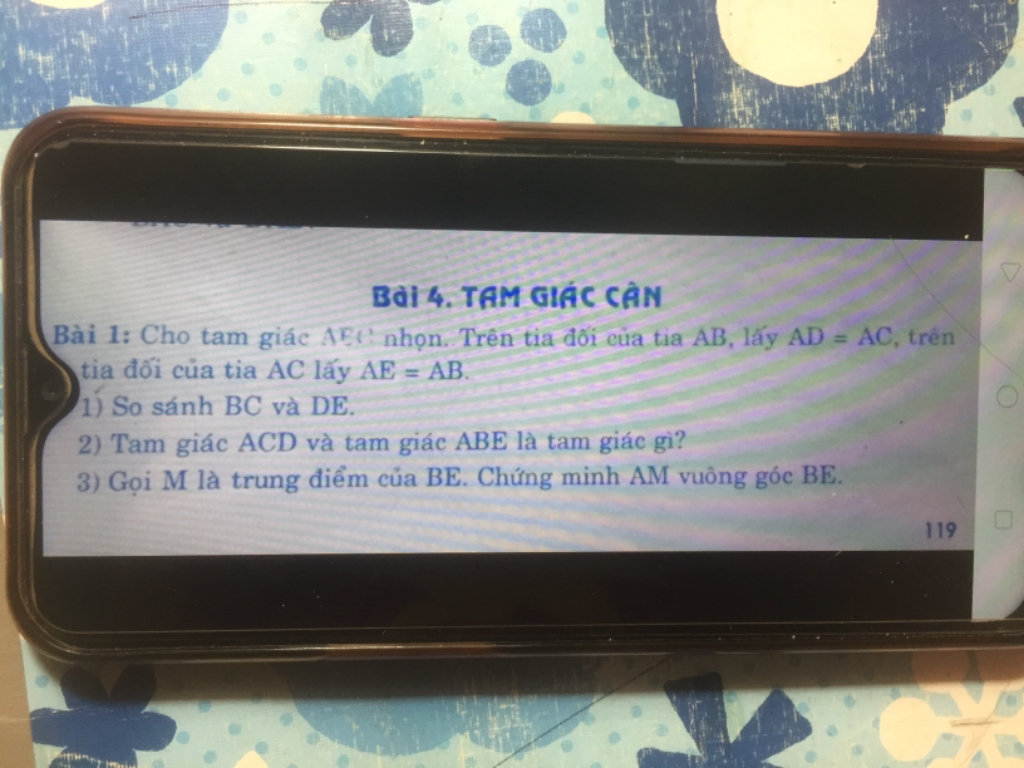 Bài 4. TAM GIÁC CÂN
Bài 1: Cho tam giác nhọn. Trên tia đối của tia AB, lấy AD = AC, trên
tia đối của tia AC lấy AE = AB.
1) So sánh BC và DE.
2) Tam giác ACD và tam giác ABE là tam giác gì?
3) Gọi M là trung điểm của BE. Chứng minh AM vuông góc BE.
119